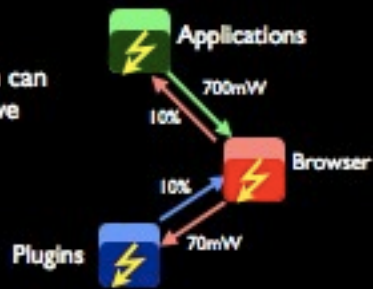 Applications
can
ve
700mW
10%
Browser
10%
Plugins
70mW